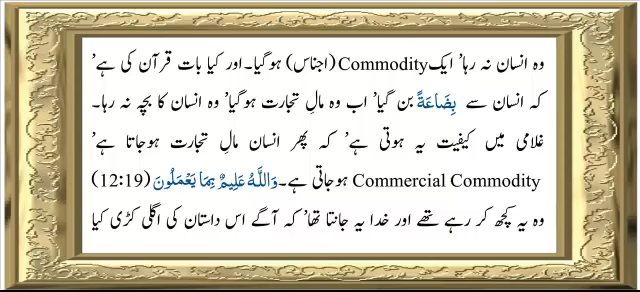 وہ انسان نہ رہا’ ایک Commodity (اجناس) ہوگیا۔ اور کیا بات قرآن کی ہے’
کہ انسان سے بِضَاعَةً بن گیا’ اب وہ مالِ تجارت ہوگیا’ وہ انسان کا بچہ نہ رہا۔
غلامی میں کیفیت یہ ہوتی ہے’ کہ پھر انسان مالِ تجارت ہوجاتا ہے’
Commercial Commodity ہوجاتی ہے۔ وَاللَّهُ عَلِيمٌ بِمَا يَعْمَلُونَ (12:19)
وہ یہ کچھ کر رہے تھے اور خدا یہ جانتا تھا’ کہ آگے اس داستان کی اگلی کڑی کیا